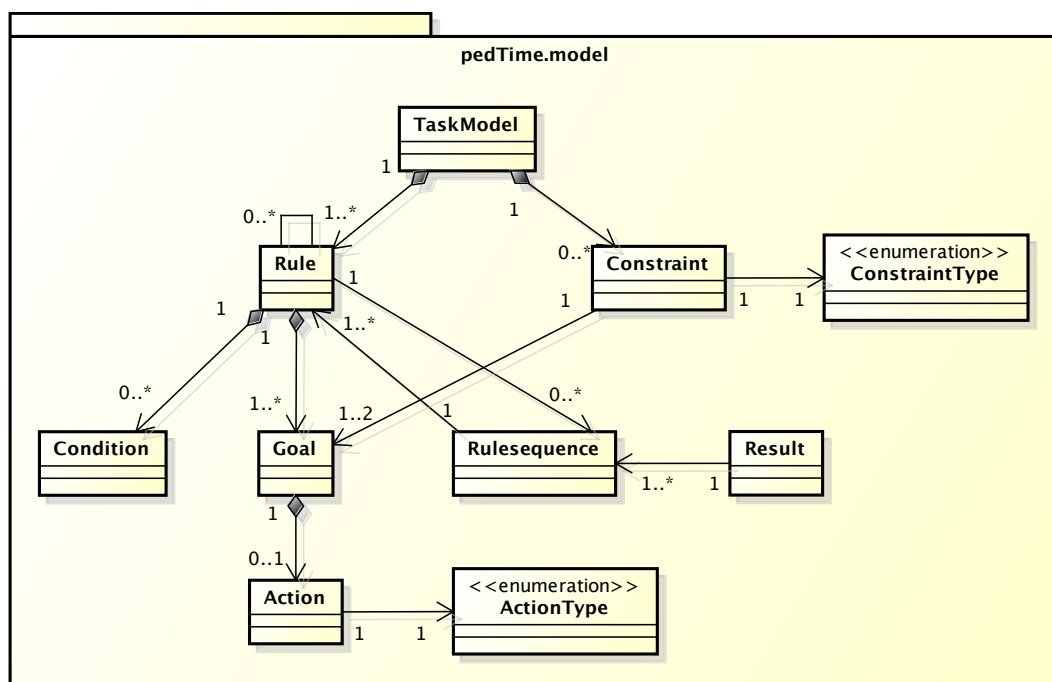 pedTime.model
TaskModel
1
1
0..*
1..*
0..*
Rule
1
Constraint
<<enumeration>>
ConstraintType
1
1
1
1
1
1..*
0..*
1..*
1..2
1
0..*
Condition
Goal
Rulesequence
Result
1..*
1
1
0..1
Action
<<enumeration>>
ActionType
1
1